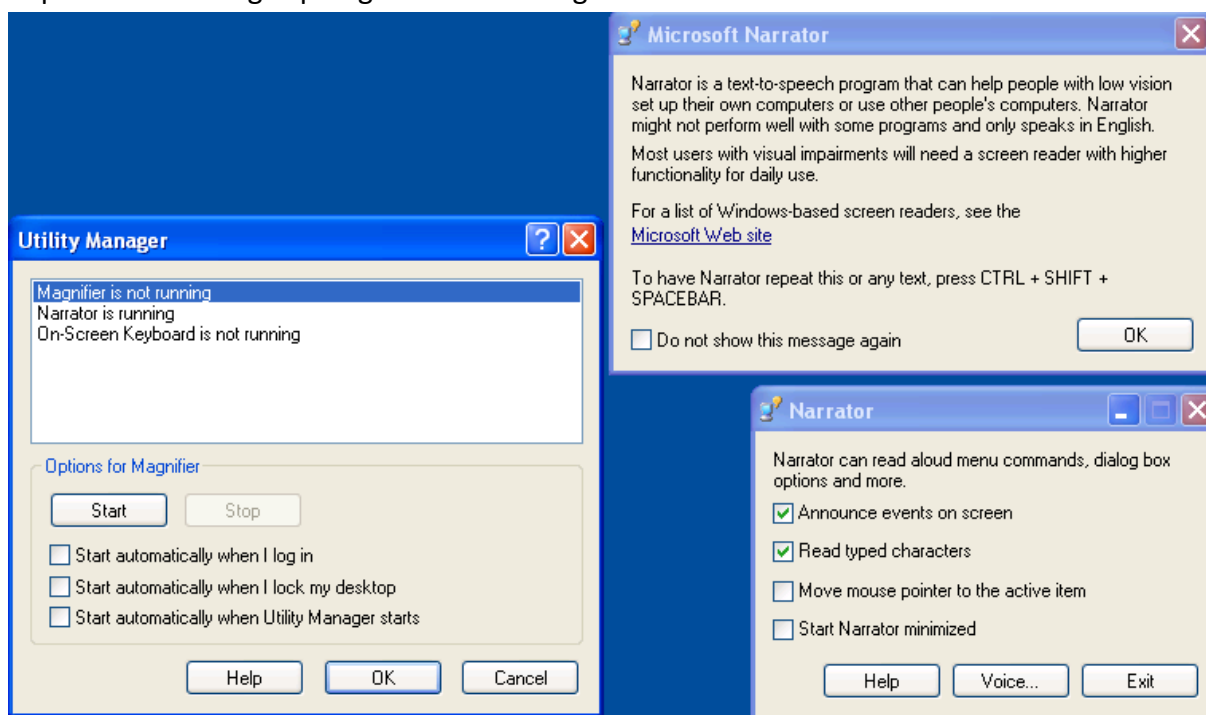 Microsoft Narrator
Narrator is a text-to-speech program that can help people with low vision
set up their own computers or use other people's computers. Narrator
might not perform well with some programs and only speaks in English.
Most users with visual impairments will need a screen reader with higher
functionality for daily use.
For a list of Windows-based screen readers, see the
Microsoft Web site
To have Narrator repeat this or any text, press CTRL + SHIFT +
SPACEBAR.
Do not show this message again
OK
Utility Manager
Magnifier is not running
Narrator is running
On-Screen Keyboard is not running
Options for Magnifier
Start
Stop
Start automatically when I log in
Start automatically when I lock my desktop
Start automatically when Utility Manager starts
Help
OK
Cancel
Narrator
Narrator can read aloud menu commands, dialog box
options and more.
Announce events on screen
Read typed characters
Move mouse pointer to the active item
Start Narrator minimized
Help
Voice...
Exit